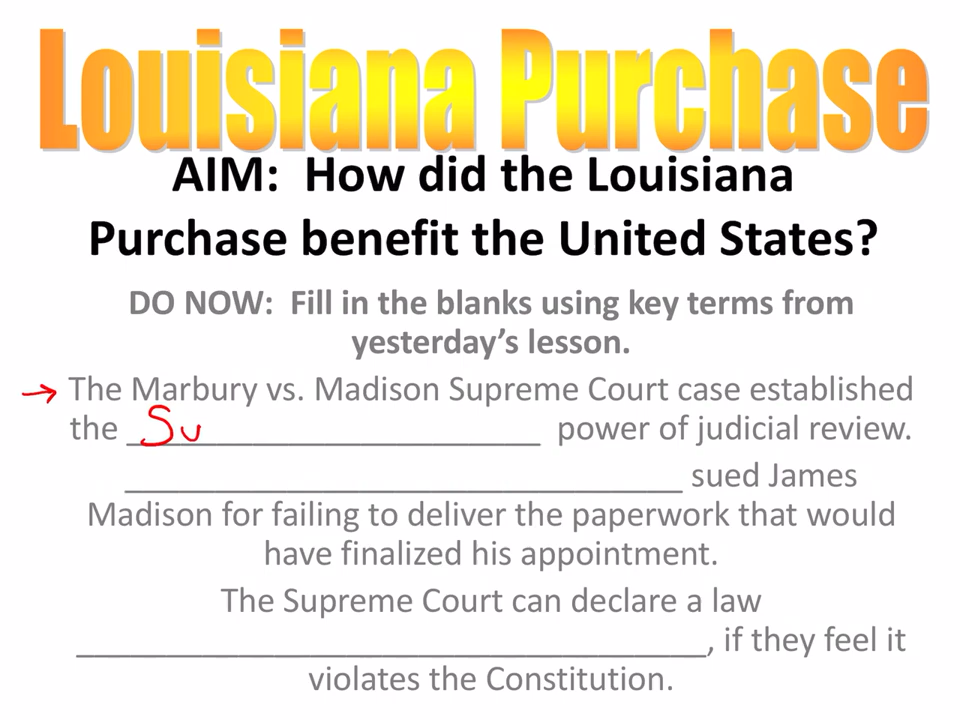 Louisiana Purchase
AIM:  How did the Louisiana
Purchase benefit the United States?
DO NOW:  Fill in the blanks using key terms from
yesterday’s lesson.
→ The Marbury vs. Madison Supreme Court case established
the _Su______________________ power of judicial review.
________________________________ sued James
Madison for failing to deliver the paperwork that would
have finalized his appointment.
The Supreme Court can declare a law
___________________________________, if they feel it
violates the Constitution.